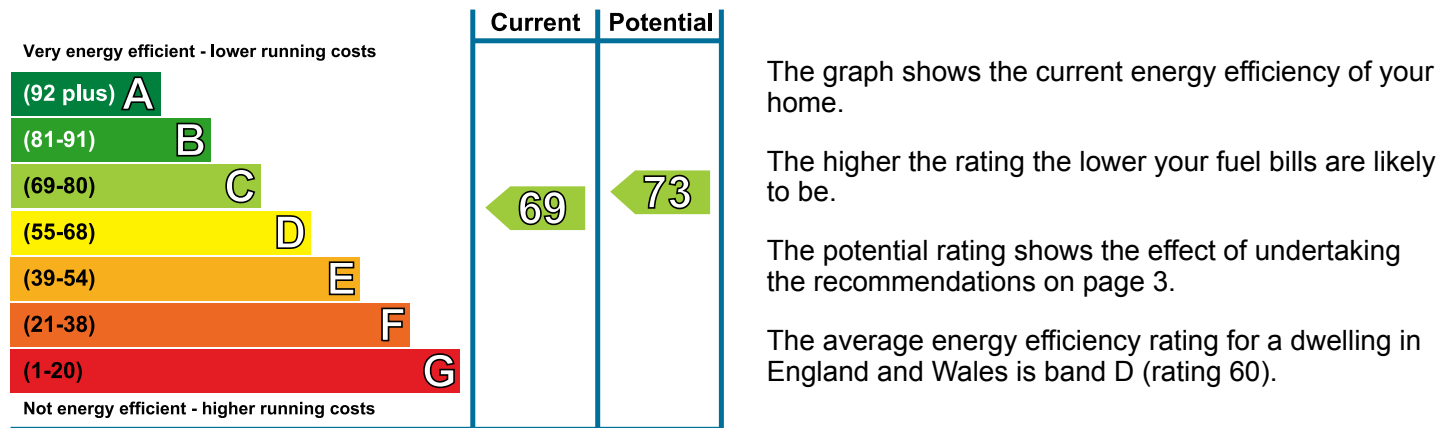 Current Potential
Very energy efficient - lower running costs
(92 plus) A
(81-91) B
(69-80) C
(55-68) D
(39-54) E
(21-38) F
(1-20) G
Not energy efficient - higher running costs
69
73
The graph shows the current energy efficiency of your
home.
The higher the rating the lower your fuel bills are likely
to be.
The potential rating shows the effect of undertaking
the recommendations on page 3.
The average energy efficiency rating for a dwelling in
England and Wales is band D (rating 60).